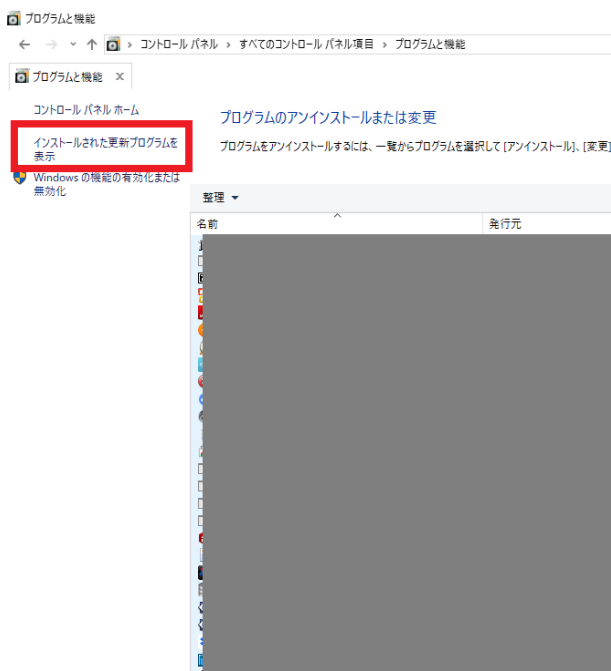 プログラムと機能
コントロール パネル › すべてのコントロール パネル項目 › プログラムと機能
プログラムと機能
コントロール パネル ホーム
インストールされた更新プログラムを
表示
Windows の機能の有効化または
無効化
プログラムのアンインストールまたは変更
プログラムをアンインストールするには、一覧からプログラムを選択して [アンインストール]、[変更]
整理
名前
発行元